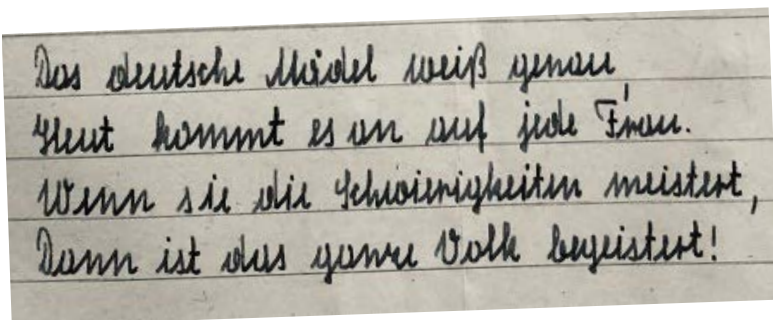 Das deutsche Mädel weiß genau,
Heut kommt es an auf jede Frau.
Wenn sie die Schwierigkeiten meistert,
Dann ist das ganze Volk begeistert!